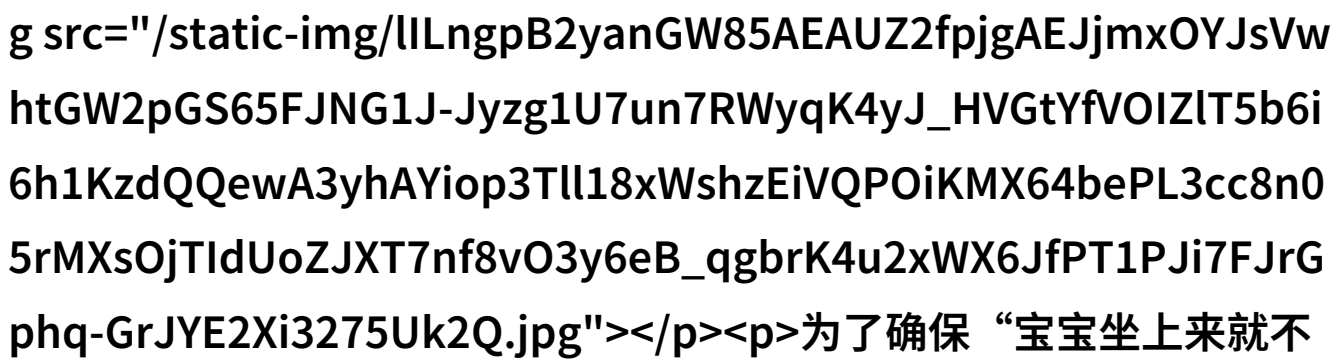 g src="/static-img/lILngpB2yanGW85AEAUZ2fpjgAEJjmxOYJsVw
htGW2pGS65FJNG1J-Jyzg1U7un7RWyqK4yJ_HVGtYfVOIZlT5b6i
6h1KzdQQewA3yhAYiop3Tll18xWshzEiVQPOiKMX64bePL3cc8n0
5rMXsOjTIdUoZJXT7nf8vO3y6eB_qgbrK4u2xWX6JfPT1PJi7FJrG
phq-GrJYE2Xi3275Uk2Q.jpg"></p><p>为了确保“宝宝坐上来就不